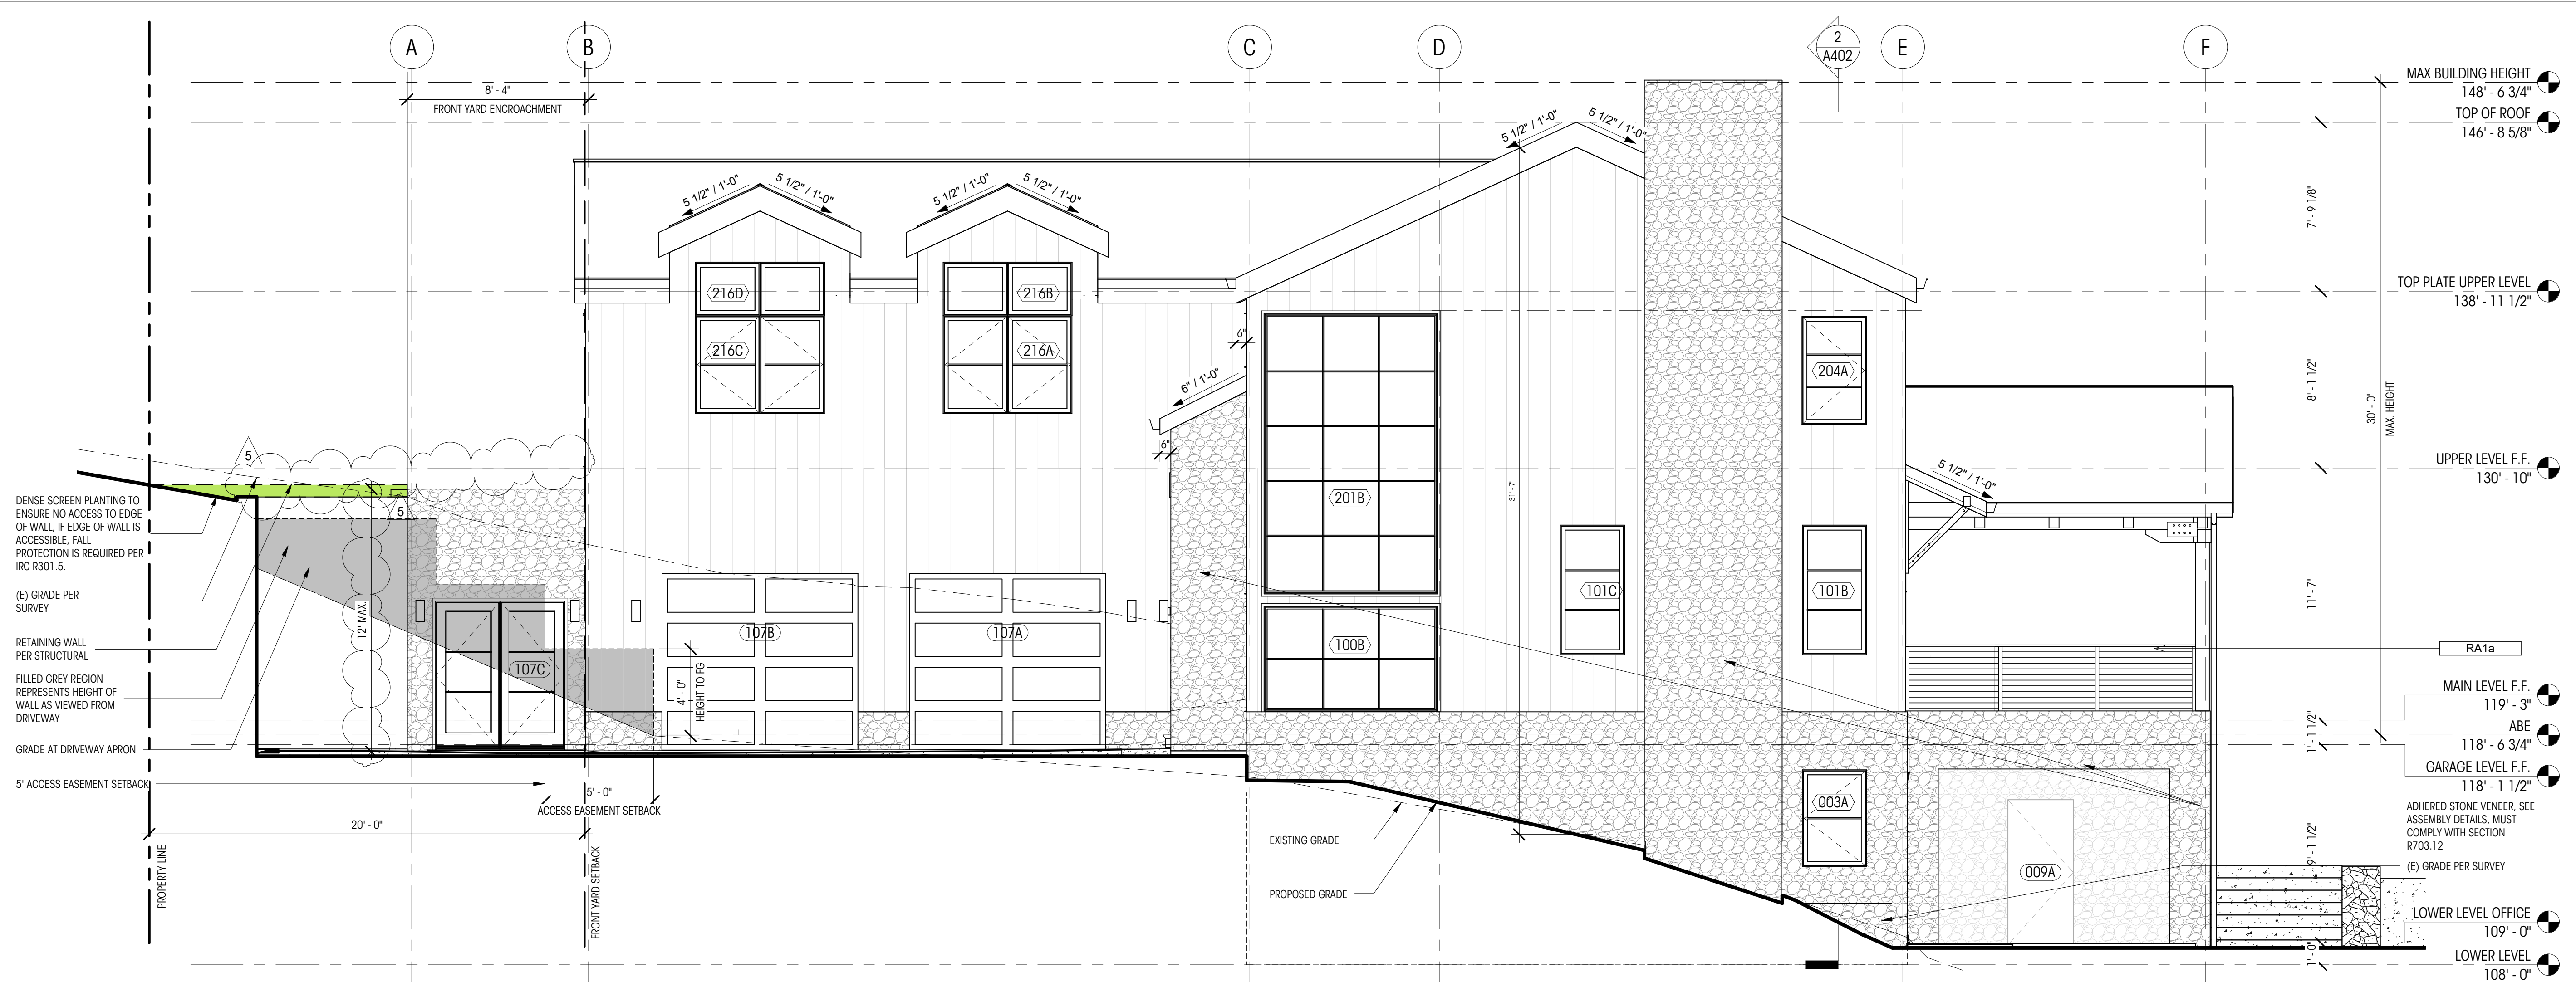 A
B
C
D
2
A402
E
F
MAX BUILDING HEIGHT
148' - 6 3/4"
TOP OF ROOF
146' - 8 5/8"
TOP PLATE UPPER LEVEL
138' - 11 1/2"
UPPER LEVEL F.F.
130' - 10"
RA1a
MAIN LEVEL F.F.
119' - 3"
ABE
118' - 6 3/4"
GARAGE LEVEL F.F.
118' - 1 1/2"
ADHERED STONE VENEER, SEE
ASSEMBLY DETAILS, MUST
COMPLY WITH SECTION
R703.12
(E) GRADE PER SURVEY
LOWER LEVEL OFFICE
109' - 0"
LOWER LEVEL
108' - 0"
7' - 9 1/8"
8' - 1 1/2"
11' - 7"
1' - 1 1/2"
9' - 1 1/2"
1' - 0"
30' - 0"
MAX. HEIGHT
8' - 4"
FRONT YARD ENCROACHMENT
5 1/2" / 1'-0"
5 1/2" / 1'-0"
5 1/2" / 1'-0"
5 1/2" / 1'-0"
5 1/2" / 1'-0"
5 1/2" / 1'-0"
6" / 1'-0"
5 1/2" / 1'-0"
6"
6"
216D
216B
216C
216A
204A
201B
101C
101B
107B
107A
100B
107C
003A
009A
31' - 7"
5
5
12' MAX.
4' - 0"
HEIGHT TO FG
DENSE SCREEN PLANTING TO
ENSURE NO ACCESS TO EDGE
OF WALL, IF EDGE OF WALL IS
ACCESSIBLE, FALL
PROTECTION IS REQUIRED PER
IRC R301.5.
(E) GRADE PER
SURVEY
RETAINING WALL
PER STRUCTURAL
FILLED GREY REGION
REPRESENTS HEIGHT OF
WALL AS VIEWED FROM
DRIVEWAY
GRADE AT DRIVEWAY APRON
5' ACCESS EASEMENT SETBACK
5' - 0"
ACCESS EASEMENT SETBACK
20' - 0"
PROPERTY LINE
FRONT YARD SETBACK
EXISTING GRADE
PROPOSED GRADE